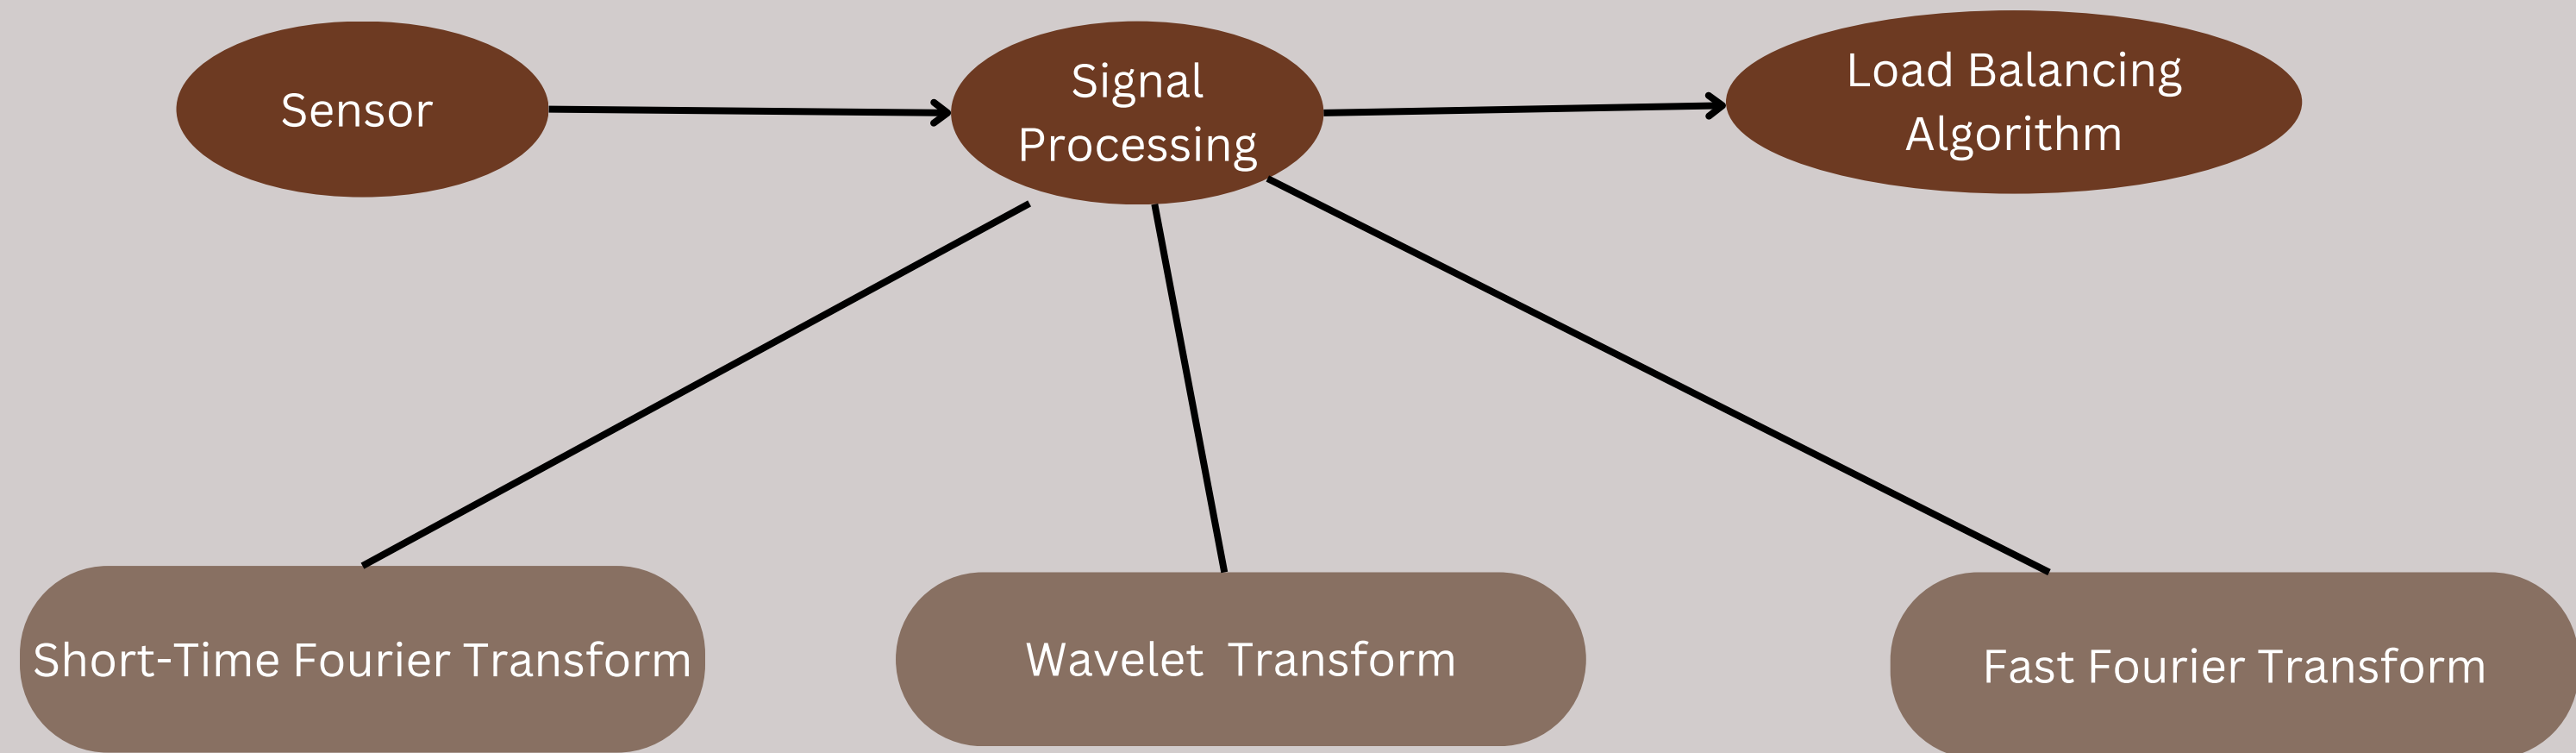 Sensor
Signal
Processing
Load Balancing
Algorithm
Short-Time Fourier Transform
Wavelet  Transform
Fast Fourier Transform